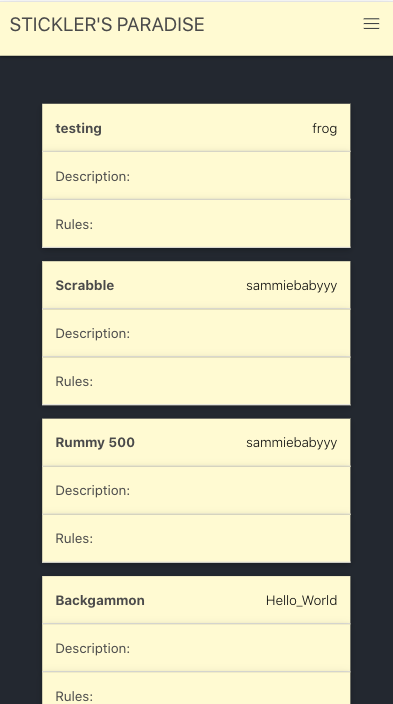 STICKLER'S PARADISE
testing frog
Description:
Rules:
Scrabble sammiebabyyy
Description:
Rules:
Rummy 500 sammiebabyyy
Description:
Rules:
Backgammon Hello_World
Description:
Rules: